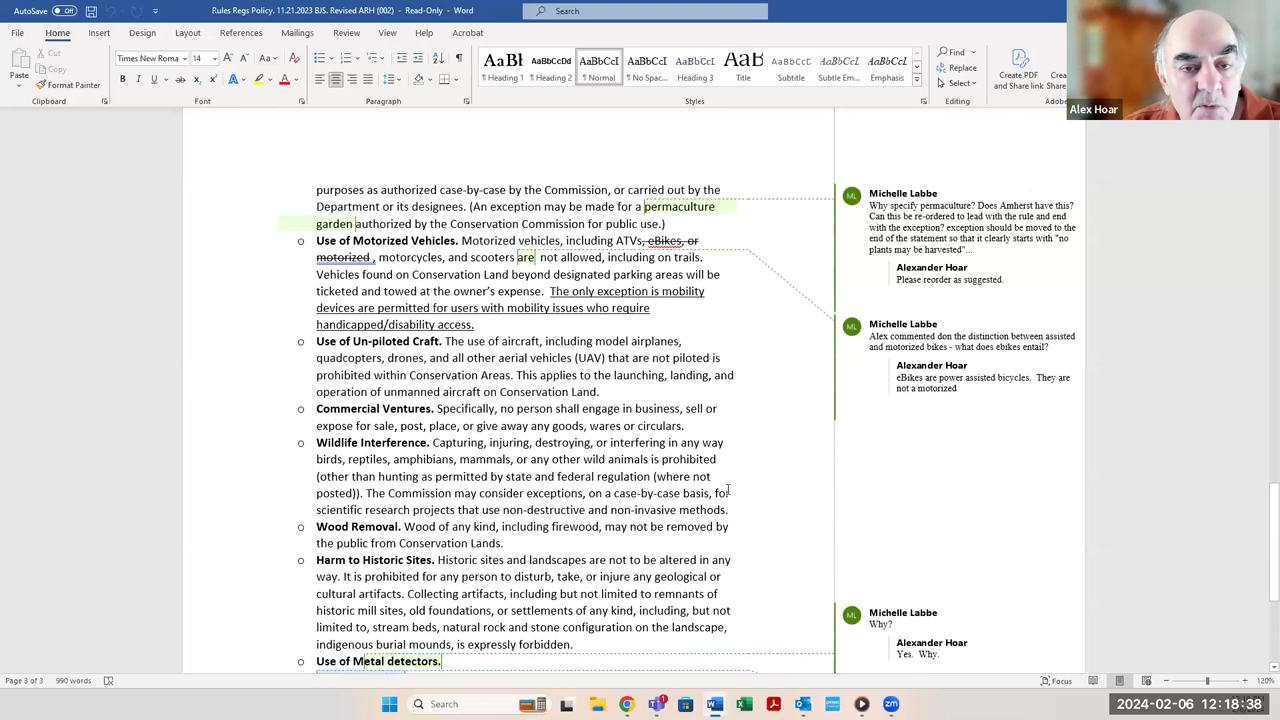 AutoSave Off
Rules Regs Policy. 11.21.2023 BJS. Revised ARH (002) - Read-Only - Word
Search
File Home Insert Design Layout References Mailings Review View Help Acrobat
Paste
Cut
Copy
Format Painter
Clipboard
Times New Roma 14
Font
Paragraph
AaBb Heading 1
AaBbCcDd Heading 2
AaBbCcI Normal
AaBbCcI No Spac...
AaBbCcI Heading 3
AaBb Title
AaBbCcI Subtitle
AaBbCcI Subtle Em...
AaBbCcI Emphasis
Styles
Find
Replace
Select
Editing
Create PDF
and Share link
Alex Hoar
purposes as authorized case-by-case by the Commission, or carried out by the
Department or its designees. (An exception may be made for a permaculture
garden authorized by the Conservation Commission for public use.)
o Use of Motorized Vehicles. Motorized vehicles, including ATVs, eBikes, or
motorized , motorcycles, and scooters are not allowed, including on trails.
Vehicles found on Conservation Land beyond designated parking areas will be
ticketed and towed at the owner's expense. The only exception is mobility
devices are permitted for users with mobility issues who require
handicapped/disability access.
o Use of Un-piloted Craft. The use of aircraft, including model airplanes,
quadcopters, drones, and all other aerial vehicles (UAV) that are not piloted is
prohibited within Conservation Areas. This applies to the launching, landing, and
operation of unmanned aircraft on Conservation Land.
o Commercial Ventures. Specifically, no person shall engage in business, sell or
expose for sale, post, place, or give away any goods, wares or circulars.
o Wildlife Interference. Capturing, injuring, destroying, or interfering in any way
birds, reptiles, amphibians, mammals, or any other wild animals is prohibited
(other than hunting as permitted by state and federal regulation (where not
posted)). The Commission may consider exceptions, on a case-by-case basis, for
scientific research projects that use non-destructive and non-invasive methods.
o Wood Removal. Wood of any kind, including firewood, may not be removed by
the public from Conservation Lands.
o Harm to Historic Sites. Historic sites and landscapes are not to be altered in any
way. It is prohibited for any person to disturb, take, or injure any geological or
cultural artifacts. Collecting artifacts, including but not limited to remnants of
historic mill sites, old foundations, or settlements of any kind, including, but not
limited to, stream beds, natural rock and stone configuration on the landscape,
indigenous burial mounds, is expressly forbidden.
o Use of Metal detectors.
ML Michelle Labbe
Why specify permaculture? Does Amherst have this?
Can this be re-ordered to lead with the rule and end
with the exception? exception should be moved to the
end of the statement so that it clearly starts with "no
plants may be harvested"...
Alexander Hoar
Please reorder as suggested.
ML Michelle Labbe
Alex commented don the distinction between assisted
and motorized bikes - what does ebikes entail?
Alexander Hoar
eBikes are power assisted bicycles. They are
not a motorized
ML Michelle Labbe
Why?
Alexander Hoar
Yes. Why.
Page 3 of 3 990 words
Focus
120%
Search
2024-02-06 12:18:38